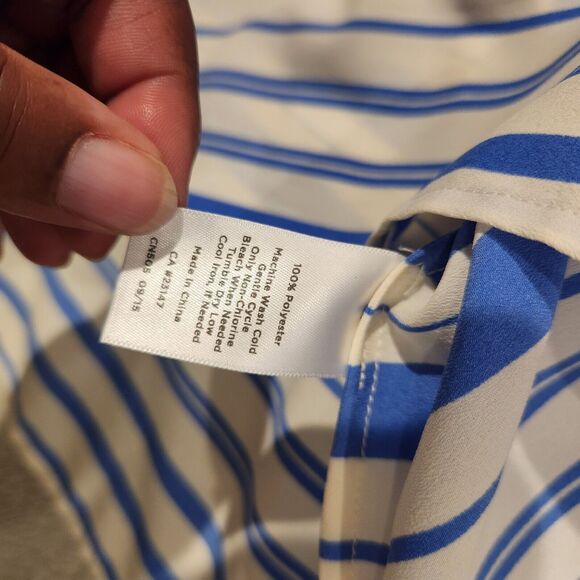 100% Polyester
Machine Wash Cold
Gentle Cycle
Only Non-Chlorine
Bleach When Needed
Tumble Dry Low
Cool Iron, If Needed
Made in China
CA #23147
CN505 09/15